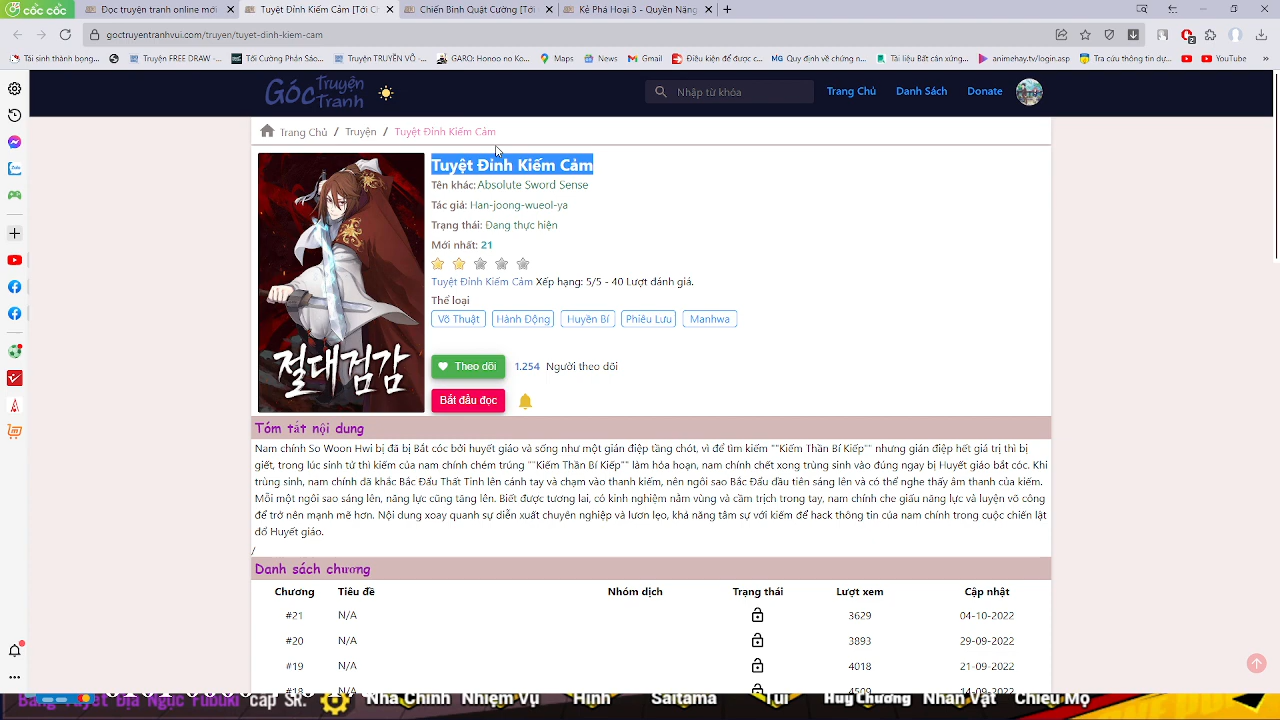 cốc cốc
Đọc truyện tranh online mới
Tuyệt Đỉnh Kiếm Cảm [Tới Ch
Chiến Binh Quật Cường [Tới
Kẻ Phá Hoại 3 - Quyền Năng
goctruyentranhvui.com/truyen/tuyet-dinh-kiem-cam
Tái sinh thành bọng...
Truyện FREE DRAW -...
Tối Cường Phản Sáo...
Truyện THIÊN VÕ -...
GARO: Honoo no Ko...
Maps
News
Gmail
Điều kiện để được c...
Quy định về chứng n...
Tài liệu Bất cân xứng...
animehay.tv/login.asp
Tra cứu thông tin ng...
YouTube
Góc Truyện Tranh
Nhập từ khóa
Trang Chủ
Danh Sách
Donate
Trang Chủ / Truyện / Tuyệt Đỉnh Kiếm Cảm
Tuyệt Đỉnh Kiếm Cảm
Tên khác: Absolute Sword Sense
Tác giả: Han-joong-wueol-ya
Trạng thái: Đang thực hiện
Mới nhất: 21
Tuyệt Đỉnh Kiếm Cảm Xếp hạng: 5/5 - 40 Lượt đánh giá.
Thể loại
Võ Thuật Hành Động Huyền Bí Phiêu Lưu Manhwa
절대검감
Theo dõi 1.254 Người theo dõi
Bắt đầu đọc
Tóm tắt nội dung
Nam chính So Woon Hwi bị đã bị Bắt cóc bởi huyết giáo và sống như một gián điệp tầng chót, vì để tìm kiếm ""Kiếm Thần Bí Kiếp"" nhưng gián điệp hết giá trị thì bị
giết, trong lúc sinh tử thì kiếm của nam chính chém trúng ""Kiếm Thần Bí Kiếp"" làm hỏa hoạn, nam chính chết xong trùng sinh vào đúng ngay bị Huyết giáo bắt cóc. Khi
trùng sinh, nam chính đã khắc Bắc Đẩu Thất Tinh lên cánh tay và chạm vào thanh kiếm, nên ngôi sao Bắc Đẩu đầu tiên sáng lên và có thể nghe thấy âm thanh của kiếm.
Mỗi một ngôi sao sáng lên, năng lực cũng tăng lên. Biết được tương lai, có kinh nghiệm nằm vùng và cầm trịch trong tay, nam chính che giấu năng lực và luyện võ công
để trở nên mạnh mẽ hơn. Nội dung xoay quanh sự diễn xuất chuyên nghiệp và lươn lẹo, khả năng tâm sự với kiếm để hack thông tin của nam chính trong cuộc chiến lật
đổ Huyết giáo.
/
Danh sách chương
Chương Tiêu đề Nhóm dịch Trạng thái Lượt xem Cập nhật
#21 N/A 3629 04-10-2022
#20 N/A 3893 29-09-2022
#19 N/A 4018 21-09-2022
#18 N/A 4509 14-09-2022
Băng Tuyết Địa Ngục Fubuki cấp SR. Nhà Chính Nhiệm Vụ Hình Saitama Túi Huy Chương Nhân Vật Chiêu Mộ